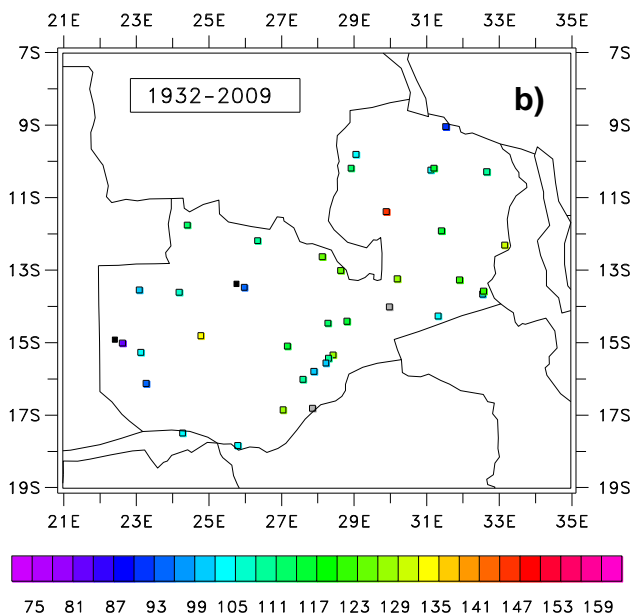 21E 23E 25E 27E 29E 31E 33E 35E
7S 7S
1932-2009 b)
9S 9S
11S 11S
13S 13S
15S 15S
17S 17S
19S 19S
21E 23E 25E 27E 29E 31E 33E 35E
75 81 87 93 99 105 111 117 123 129 135 141 147 153 159